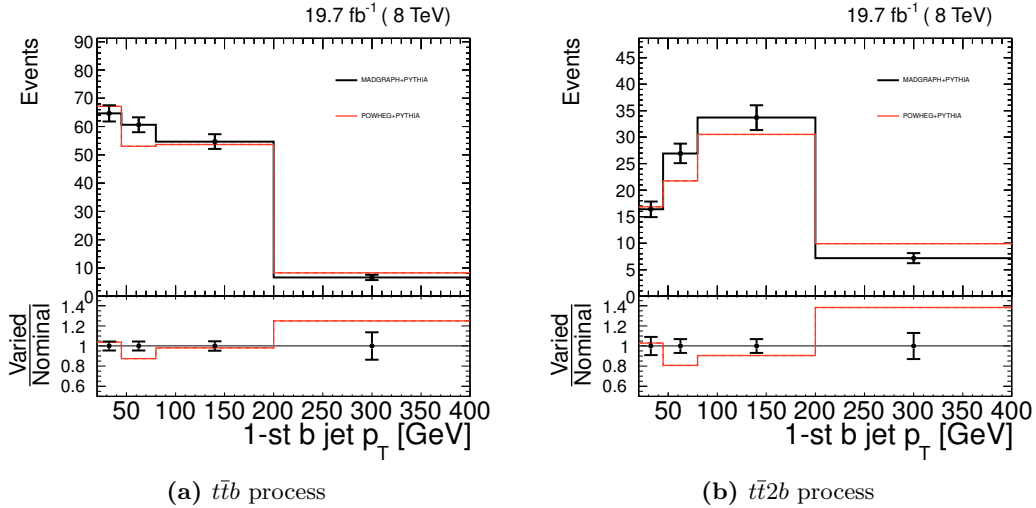 19.7 fb⁻¹ ( 8 TeV)
Events
90
80
70
60
50
40
30
20
10
0
MADGRAPH+PYTHIA
POWHEG+PYTHIA
Varied
Nominal
1.4
1.2
1
0.8
0.6
50 100 150 200 250 300 350 400
1-st b jet p_T [GeV]
(a) tt̄b process
19.7 fb⁻¹ ( 8 TeV)
Events
45
40
35
30
25
20
15
10
5
0
MADGRAPH+PYTHIA
POWHEG+PYTHIA
Varied
Nominal
1.4
1.2
1
0.8
0.6
50 100 150 200 250 300 350 400
1-st b jet p_T [GeV]
(b) tt̄2b process